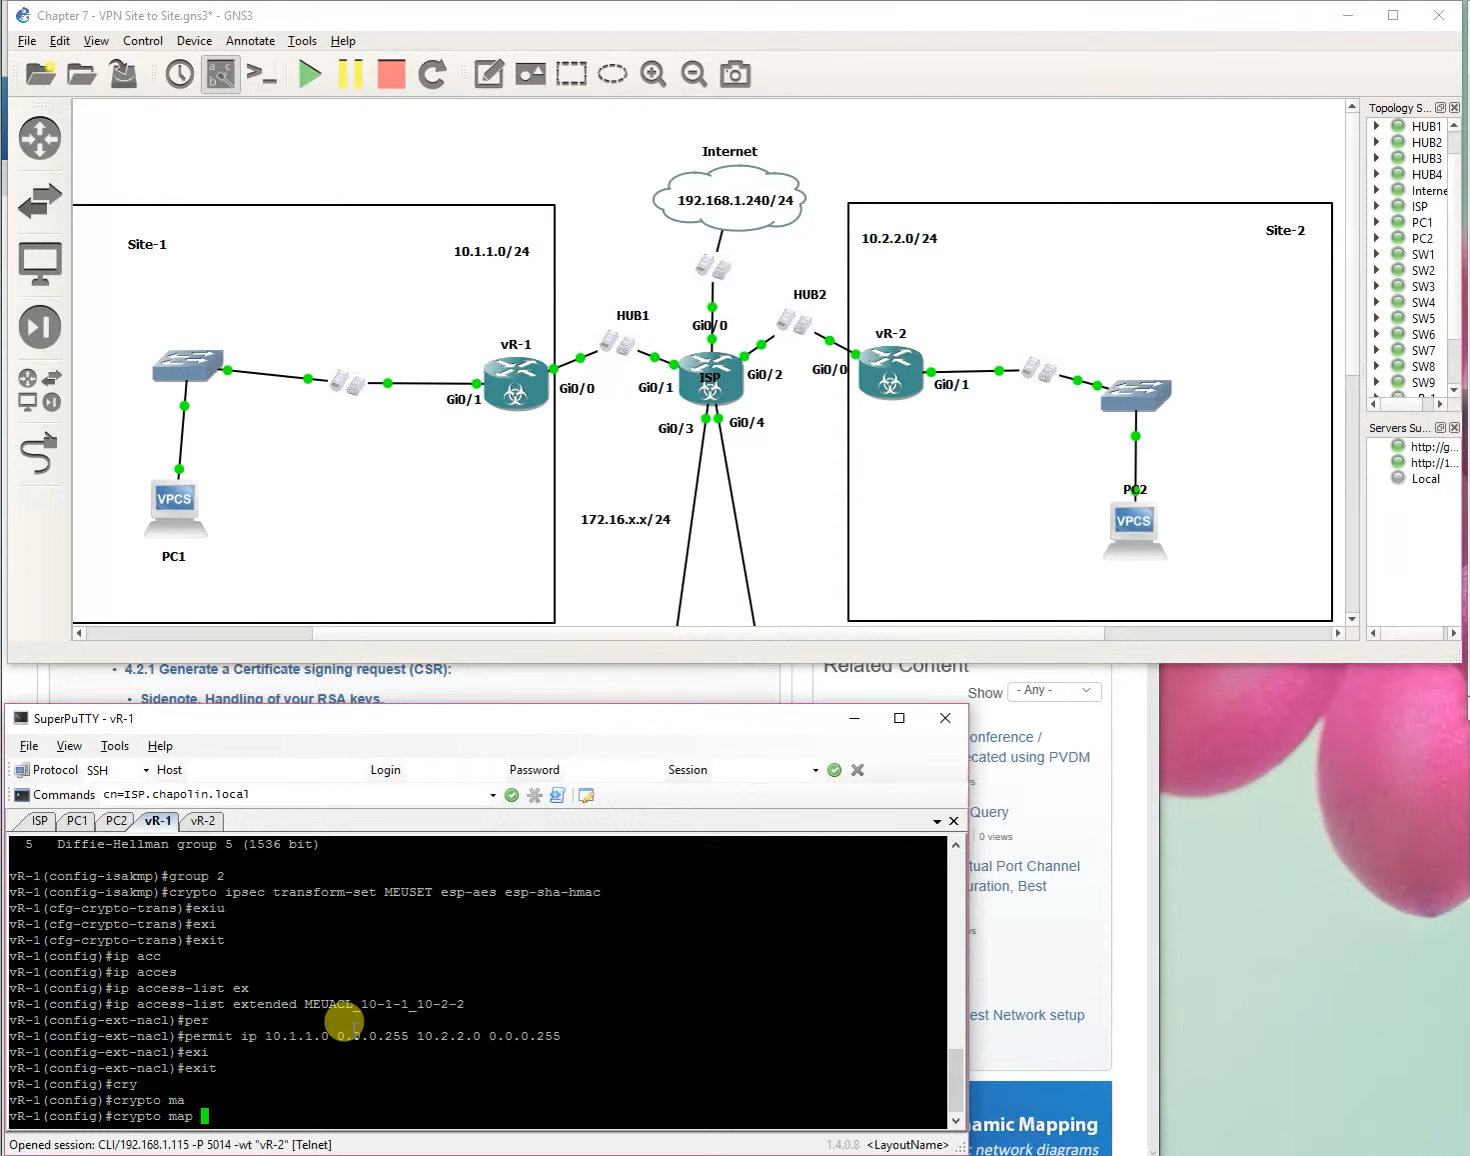 Chapter 7 - VPN Site to Site.gns3* - GNS3
File Edit View Control Device Annotate Tools Help
Topology S...
HUB1
HUB2
HUB3
HUB4
Interne
ISP
PC1
PC2
SW1
SW2
SW3
SW4
SW5
SW6
SW7
SW8
SW9
Servers Su...
http://g...
http://1...
Local
Internet
192.168.1.240/24
Site-1
10.1.1.0/24
10.2.2.0/24
Site-2
HUB1
HUB2
Gi0/0
vR-1
vR-2
ISP
Gi0/1
Gi0/0
Gi0/1
Gi0/2
Gi0/0
Gi0/1
Gi0/3
Gi0/4
VPCS
PC1
172.16.x.x/24
PC2
VPCS
4.2.1 Generate a Certificate signing request (CSR):
Sidenote. Handling of your RSA keys.
Related Content
Show - Any -
onference /
ecated using PVDM
Query
0 views
tual Port Channel
uration, Best
est Network setup
amic Mapping
network diagrams
SuperPuTTY - vR-1
File View Tools Help
Protocol SSH Host Login Password Session
Commands cn=ISP.chapolin.local
ISP PC1 PC2 vR-1 vR-2
5 Diffie-Hellman group 5 (1536 bit)
vR-1(config-isakmp)#group 2
vR-1(config-isakmp)#crypto ipsec transform-set MEUSET esp-aes esp-sha-hmac
vR-1(cfg-crypto-trans)#exiu
vR-1(cfg-crypto-trans)#exi
vR-1(cfg-crypto-trans)#exit
vR-1(config)#ip acc
vR-1(config)#ip acces
vR-1(config)#ip access-list ex
vR-1(config)#ip access-list extended MEUACL_10-1-1_10-2-2
vR-1(config-ext-nacl)#per
vR-1(config-ext-nacl)#permit ip 10.1.1.0 0.0.0.255 10.2.2.0 0.0.0.255
vR-1(config-ext-nacl)#exi
vR-1(config-ext-nacl)#exit
vR-1(config)#cry
vR-1(config)#crypto ma
vR-1(config)#crypto map
Opened session: CLI/192.168.1.115 -P 5014 -wt "vR-2" [Telnet]
1.4.0.8 <LayoutName>